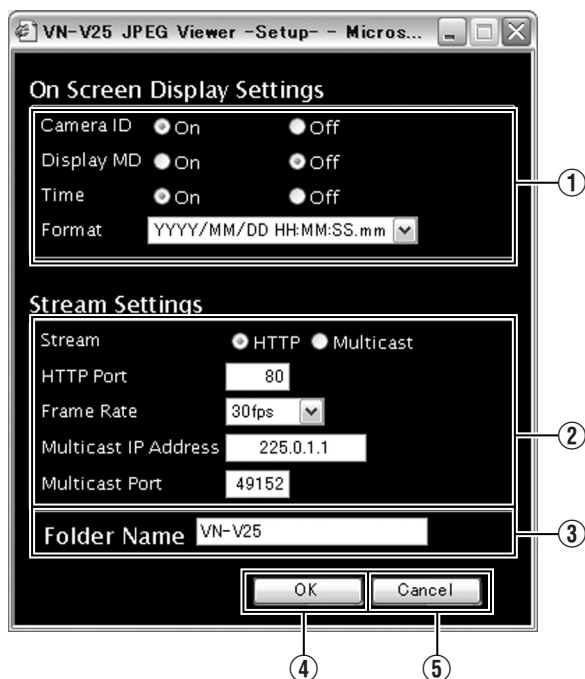 VN-V25 JPEG Viewer -Setup- - Micros...
On Screen Display Settings
Camera ID On Off
Display MD On Off
①
Time On Off
Format YYYY/MM/DD HH:MM:SS.mm
Stream Settings
Stream HTTP Multicast
HTTP Port 80
Frame Rate 30fps
②
Multicast IP Address 225.0.1.1
Multicast Port 49152
Folder Name VN-V25
③
OK Cancel
④ ⑤